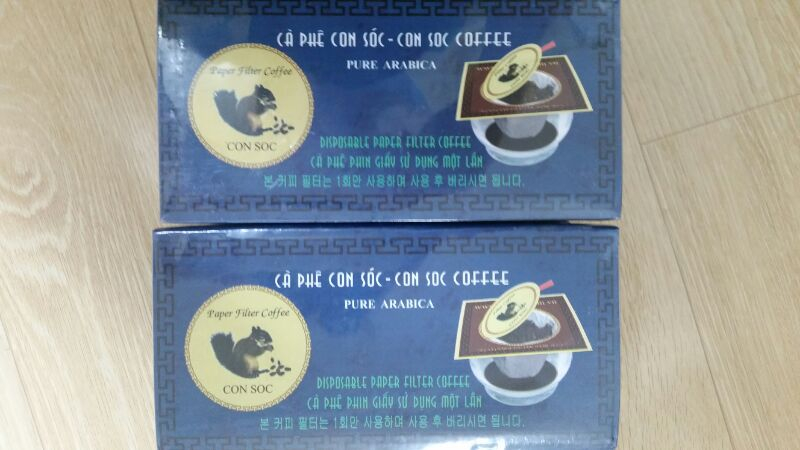 CÀ PHÊ CON SÓC - CON SOC COFFEE
PURE ARABICA
Paper Filter Coffee
CON SOC
DISPOSABLE PAPER FILTER COFFEE
CÀ PHÊ PHIN GIẤY SỬ DỤNG MỘT LẦN
본 커피 필터는 1회만 사용하며 사용 후 버리시면 됩니다.
CÀ PHÊ CON SÓC - CON SOC COFFEE
PURE ARABICA
Paper Filter Coffee
CON SOC
DISPOSABLE PAPER FILTER COFFEE
CÀ PHÊ PHIN GIẤY SỬ DỤNG MỘT LẦN
본 커피 필터는 1회만 사용하며 사용 후 버리시면 됩니다.